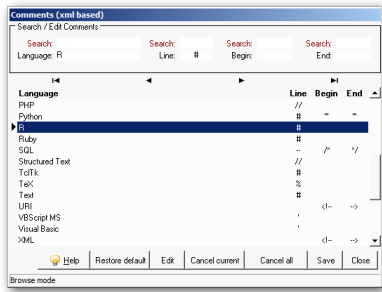 Comments (xml based)
Search / Edit Comments
Search: Search: Search: Search:
Language: R Line: # Begin: End:
Language Line Begin End
PHP //
Python #
R #
Ruby #
SQL -- /* */
Structured Text //
TclTk #
TeX %
Text #
URI <!-- -->
VBScript MS '
Visual Basic '
XML <!-- -->
Help Restore default Edit Cancel current Cancel all Save Close
Browse mode